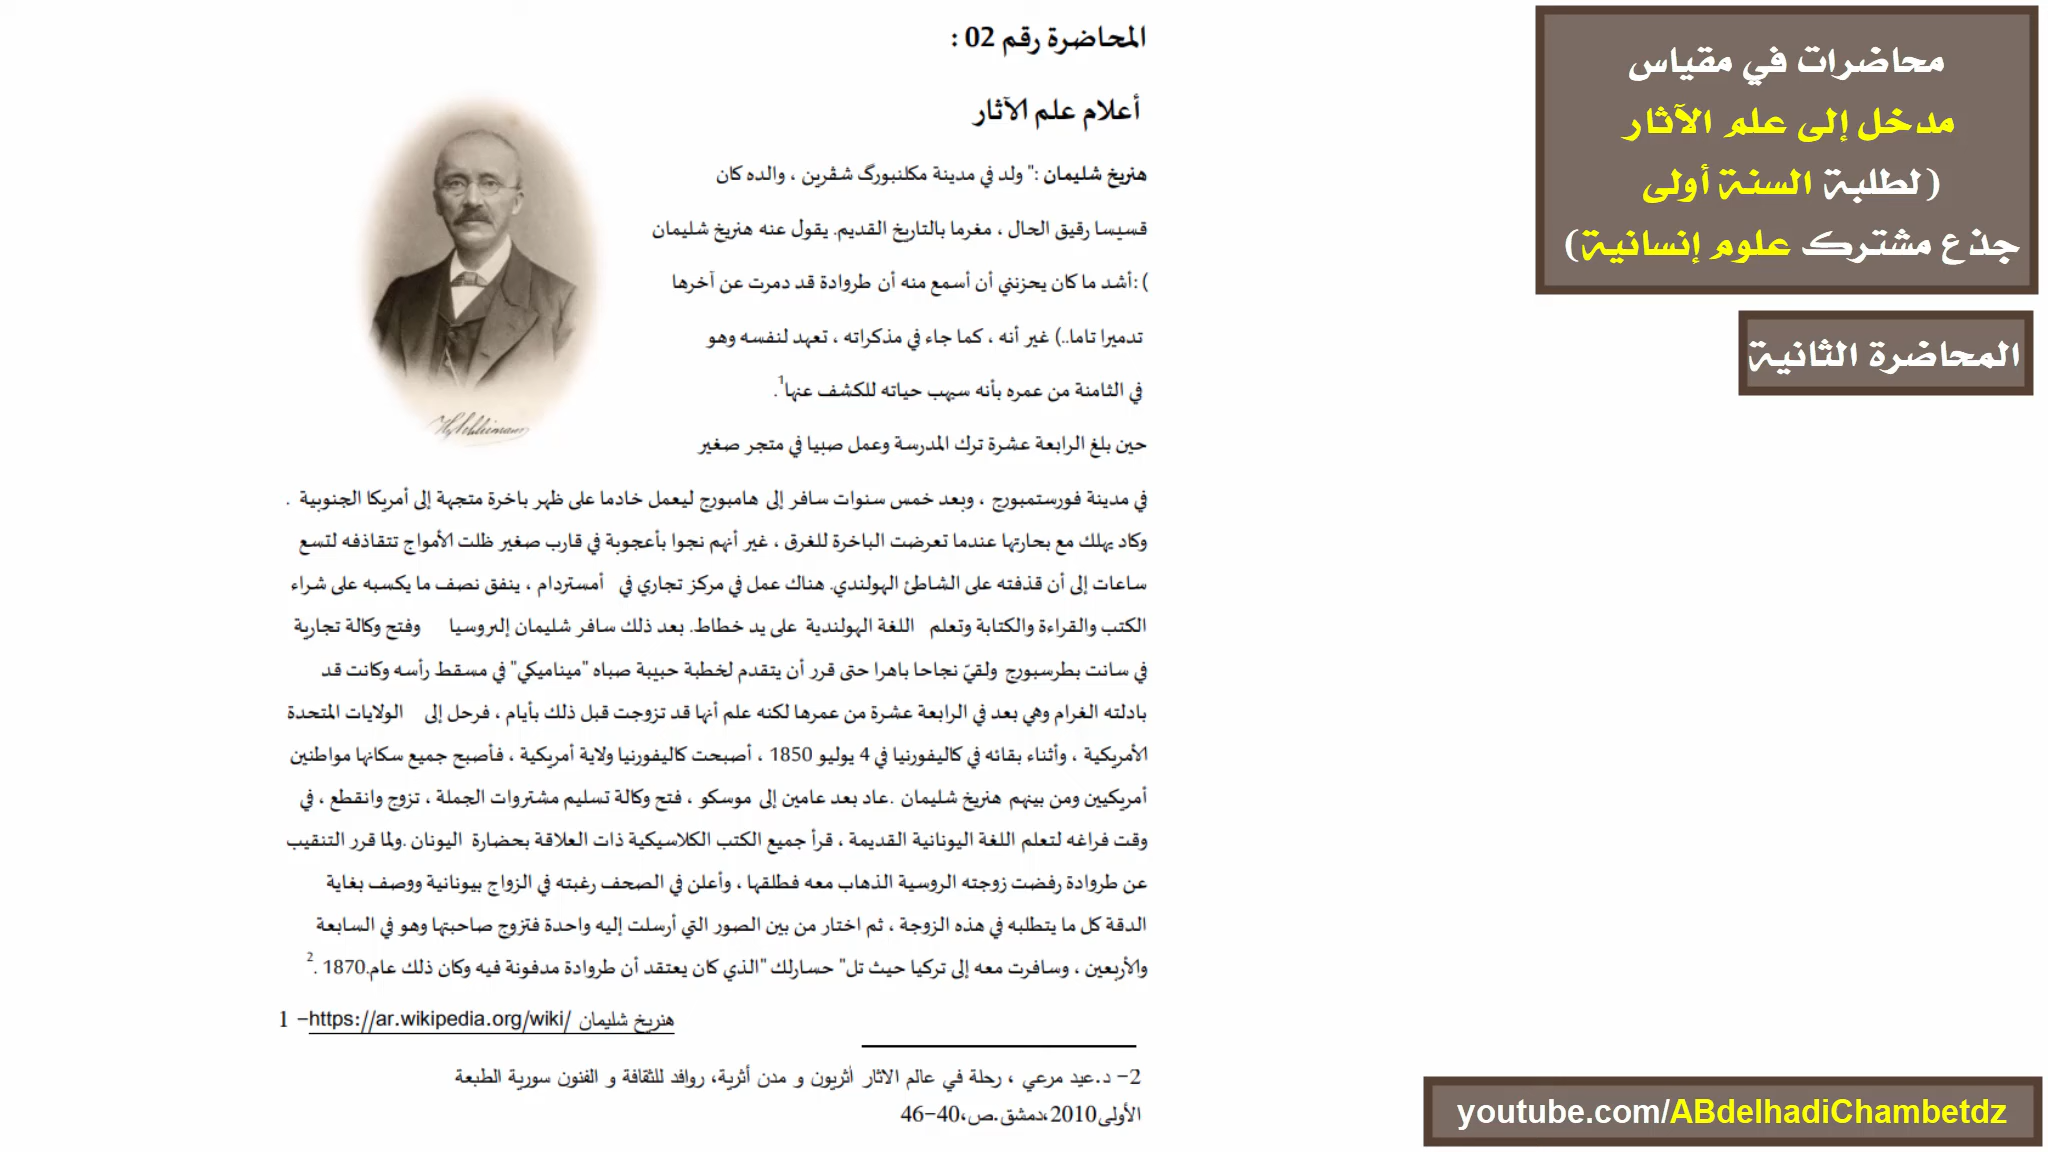 المحاضرة رقم 02 :
أعلام علم الآثار
هنريخ شليمان :" ولد في مدينة مكلنبورگ شڤرين ، والده كان
قسيسا رقيق الحال ، مغرما بالتاريخ القديم. يقول عنه هنريخ شليمان
) :أشد ما كان يحزنني أن أسمع منه أن طروادة قد دمرت عن آخرها
تدميرا تاما..) غير أنه ، كما جاء في مذكراته ، تعهد لنفسه وهو
في الثامنة من عمره بأنه سيهب حياته للكشف عنها1.
حين بلغ الرابعة عشرة ترك المدرسة وعمل صبيا في متجر صغير
في مدينة فورستمبورج ، وبعد خمس سنوات سافر إلى هامبورج ليعمل خادما على ظهر باخرة متجهة إلى أمريكا الجنوبية .
وكاد يهلك مع بحارتها عندما تعرضت الباخرة للغرق ، غير أنهم نجوا بأعجوبة في قارب صغير ظلت الأمواج تتقاذفه لتسع
ساعات إلى أن قذفته على الشاطئ الهولندي. هناك عمل في مركز تجاري في أمستردام ، ينفق نصف ما يكسبه على شراء
الكتب والقراءة والكتابة وتعلم اللغة الهولندية على يد خطاط. بعد ذلك سافر شليمان إلىروسيا وفتح وكالة تجارية
في سانت بطرسبورج ولقيّ نجاحا باهرا حتى قرر أن يتقدم لخطبة حبيبة صباه "ميناميكي" في مسقط رأسه وكانت قد
بادلته الغرام وهي بعد في الرابعة عشرة من عمرها لكنه علم أنها قد تزوجت قبل ذلك بأيام ، فرحل إلى الولايات المتحدة
الأمريكية ، وأثناء بقائه في كاليفورنيا في 4 يوليو 1850 ، أصبحت كاليفورنيا ولاية أمريكية ، فأصبح جميع سكانها مواطنين
أمريكيين ومن بينهم هنريخ شليمان .عاد بعد عامين إلى موسكو ، فتح وكالة تسليم مشتروات الجملة ، تزوج وانقطع ، في
وقت فراغه لتعلم اللغة اليونانية القديمة ، قرأ جميع الكتب الكلاسيكية ذات العلاقة بحضارة اليونان .ولما قرر التنقيب
عن طروادة رفضت زوجته الروسية الذهاب معه فطلقها ، وأعلن في الصحف رغبته في الزواج بيونانية ووصف بغاية
الدقة كل ما يتطلبه في هذه الزوجة ، ثم اختار من بين الصور التي أرسلت إليه واحدة فتزوج صاحبتها وهو في السابعة
والأربعين ، وسافرت معه إلى تركيا حيث تل" حسارلك "الذي كان يعتقد أن طروادة مدفونة فيه وكان ذلك عام.1870 .2
1 –https://ar.wikipedia.org/wiki/ هنريخ شليمان
2– د.عيد مرعي ، رحلة في عالم الاثار أثريون و مدن أثرية، روافد للثقافة و الفنون سورية الطبعة
الأولى2010،دمشق.ص،40–46
محاضرات في مقياس
مدخل إلى علم الآثار
(لطلبة السنة أولى
جذع مشترك علوم إنسانية)
المحاضرة الثانية
youtube.com/ABdelhadiChambetdz